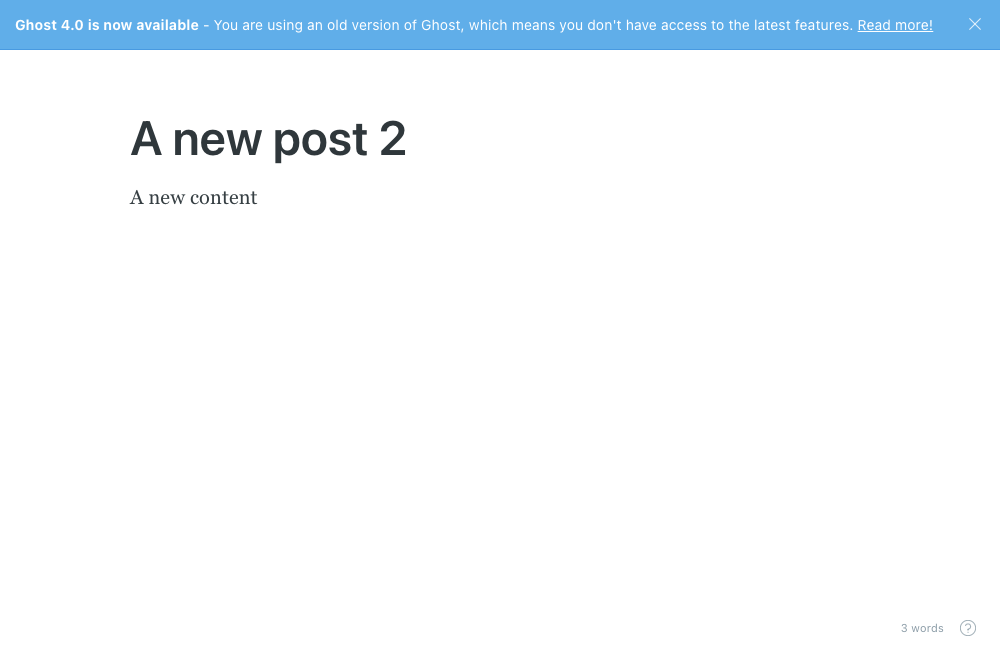 Ghost 4.0 is now available - You are using an old version of Ghost, which means you don't have access to the latest features. Read more!
A new post 2
A new content
3 words
?